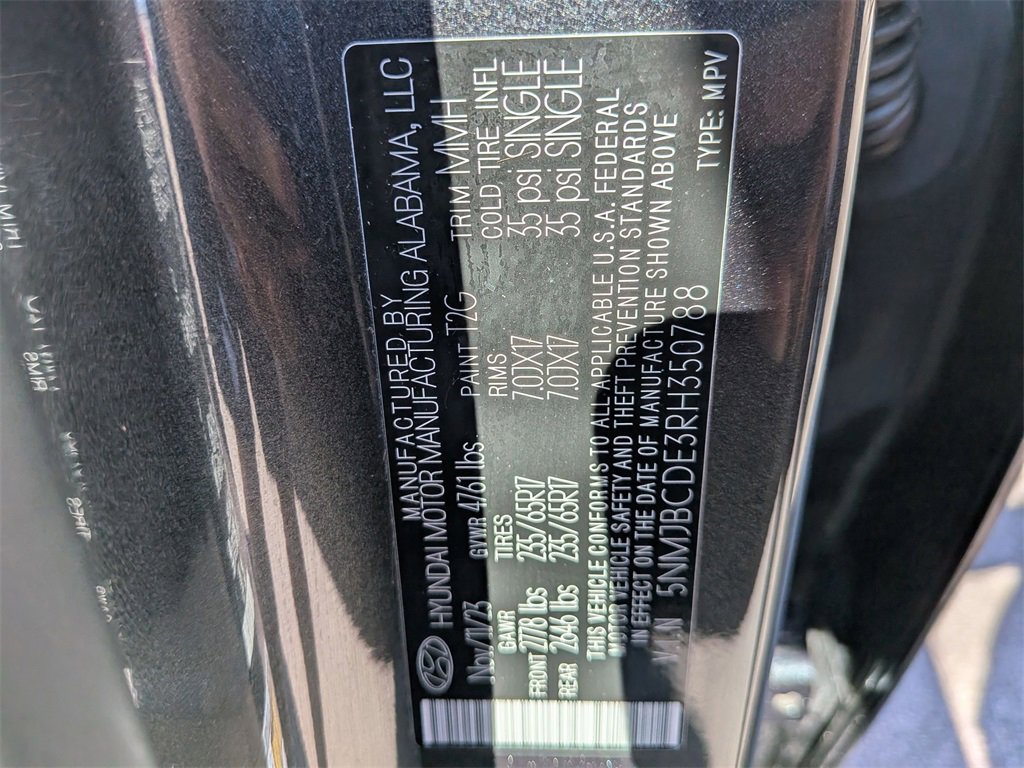 MANUFACTURED BY
HYUNDAI MOTOR MANUFACTURING ALABAMA, LLC
Nov/01/23 GVWR 4761 lbs PAINT T2G TRIM MMH
GAWR TIRES RIMS COLD TIRE INFL
FRONT 2778 lbs 235/65R17 7.0JX17 35 psi SINGLE
REAR 2646 lbs 235/65R17 7.0JX17 35 psi SINGLE
THIS VEHICLE CONFORMS TO ALL APPLICABLE U.S.A. FEDERAL
MOTOR VEHICLE SAFETY AND THEFT PREVENTION STANDARDS
IN EFFECT ON THE DATE OF MANUFACTURE SHOWN ABOVE
VIN 5NMJBCDE3RH350788 TYPE: MPV